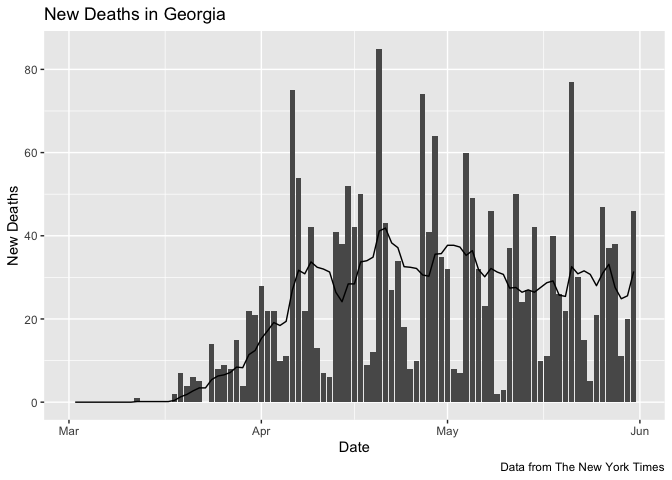 New Deaths in Georgia
New Deaths
80
60
40
20
0
Mar
Apr
May
Jun
Date
Data from The New York Times